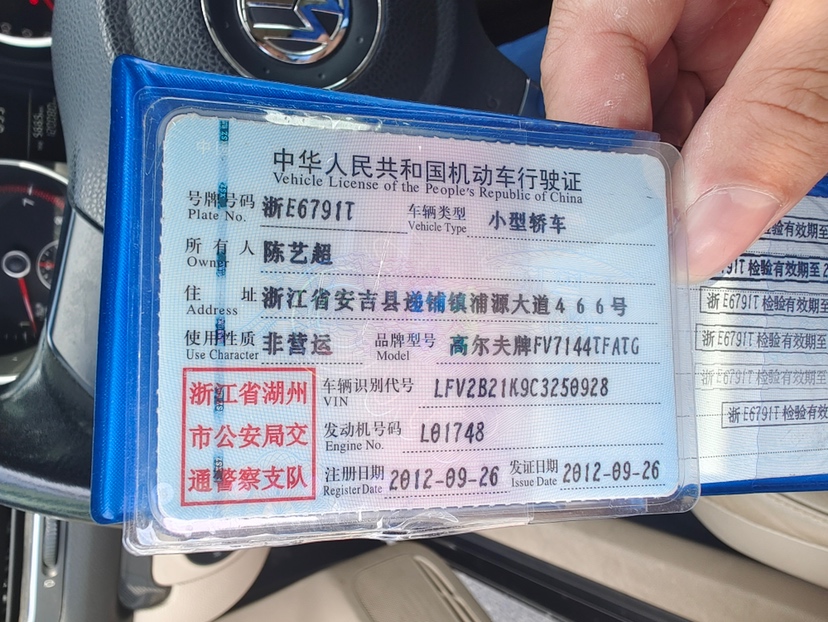 中华人民共和国机动车行驶证
Vehicle License of the People's Republic of China
号牌号码 浙E6791T 车辆类型 小型轿车
Plate No. Vehicle Type
所有人 陈艺超
Owner
住址 浙江省安吉县递铺镇浦源大道466号
Address
使用性质 非营运 品牌型号 高尔夫牌FV7144TFATG
Use Character Model
浙江省湖州
市公安局交
通警察支队
车辆识别代号 LFV2B21K9C3250928
VIN
发动机号码 L01748
Engine No.
注册日期 2012-09-26 发证日期 2012-09-26
Register Date Issue Date
检验有效期至
检验有效期至 2
浙E6791T 检验有效期至
浙E6791T 检验有效期至
浙E6791T 检验有效期至
浙E6791T 检验有效